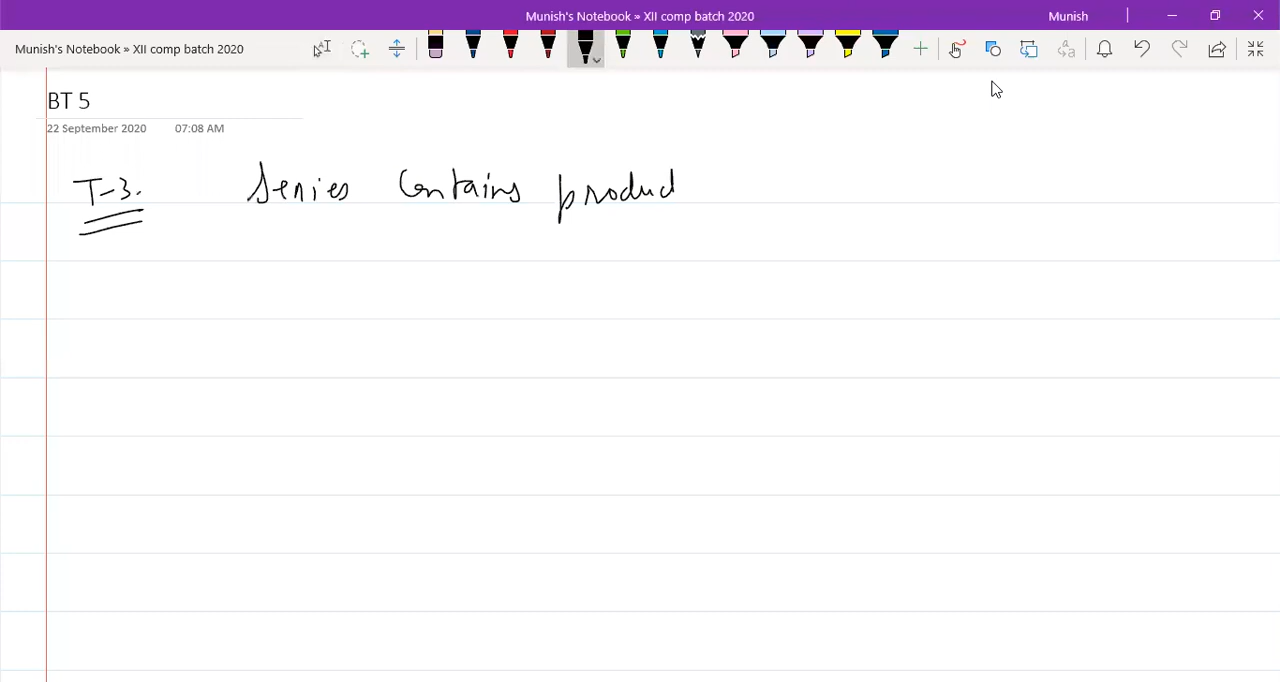 Munish's Notebook » XII comp batch 2020
Munish
Munish's Notebook » XII comp batch 2020
BT 5
22 September 2020 07:08 AM
T-3. Series Contains produc